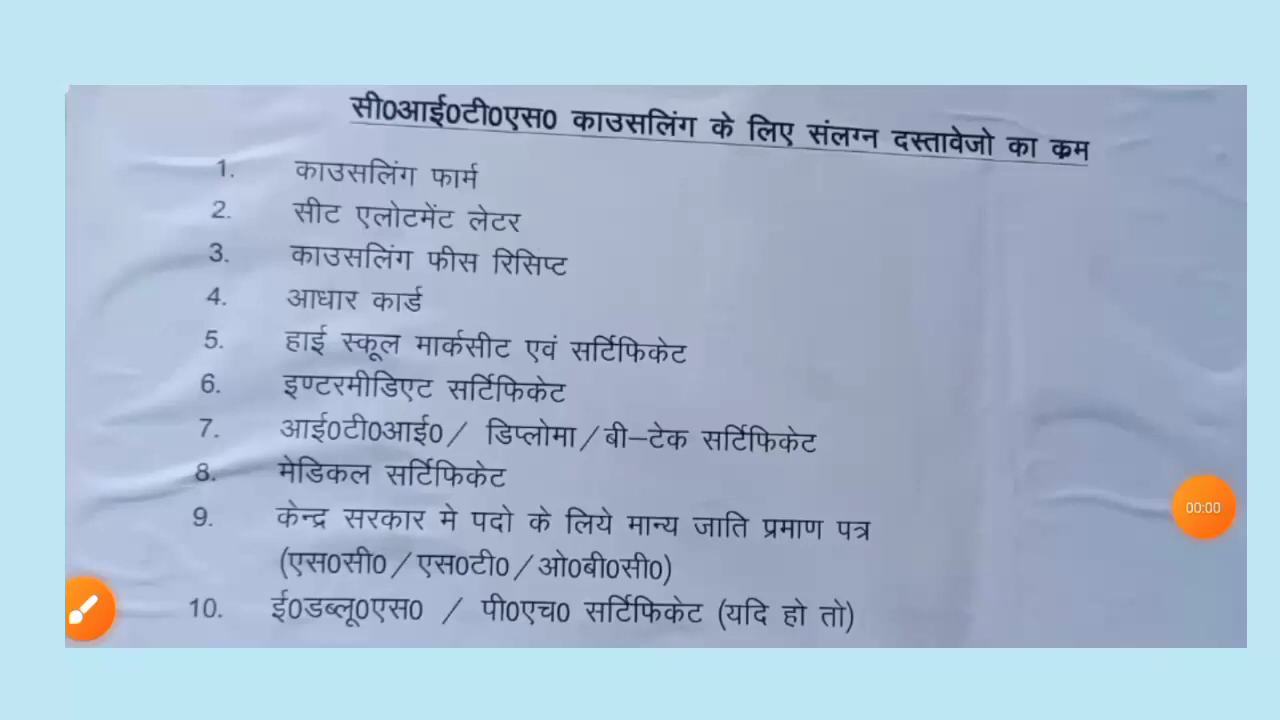 सी0आई0टी0एस0 काउसलिंग के लिए संलग्न दस्तावेजो का क्रम
1. काउसलिंग फार्म
2. सीट एलोटमेंट लेटर
3. काउसलिंग फीस रिसिप्ट
4. आधार कार्ड
5. हाई स्कूल मार्कसीट एवं सर्टिफिकेट
6. इण्टरमीडिएट सर्टिफिकेट
7. आई0टी0आई0/ डिप्लोमा/बी–टेक सर्टिफिकेट
8. मेडिकल सर्टिफिकेट
9. केन्द्र सरकार मे पदो के लिये मान्य जाति प्रमाण पत्र
(एस0सी0/एस0टी0/ओ0बी0सी0)
10. ई0डब्लू0एस0 / पी0एच0 सर्टिफिकेट (यदि हो तो)
00:00